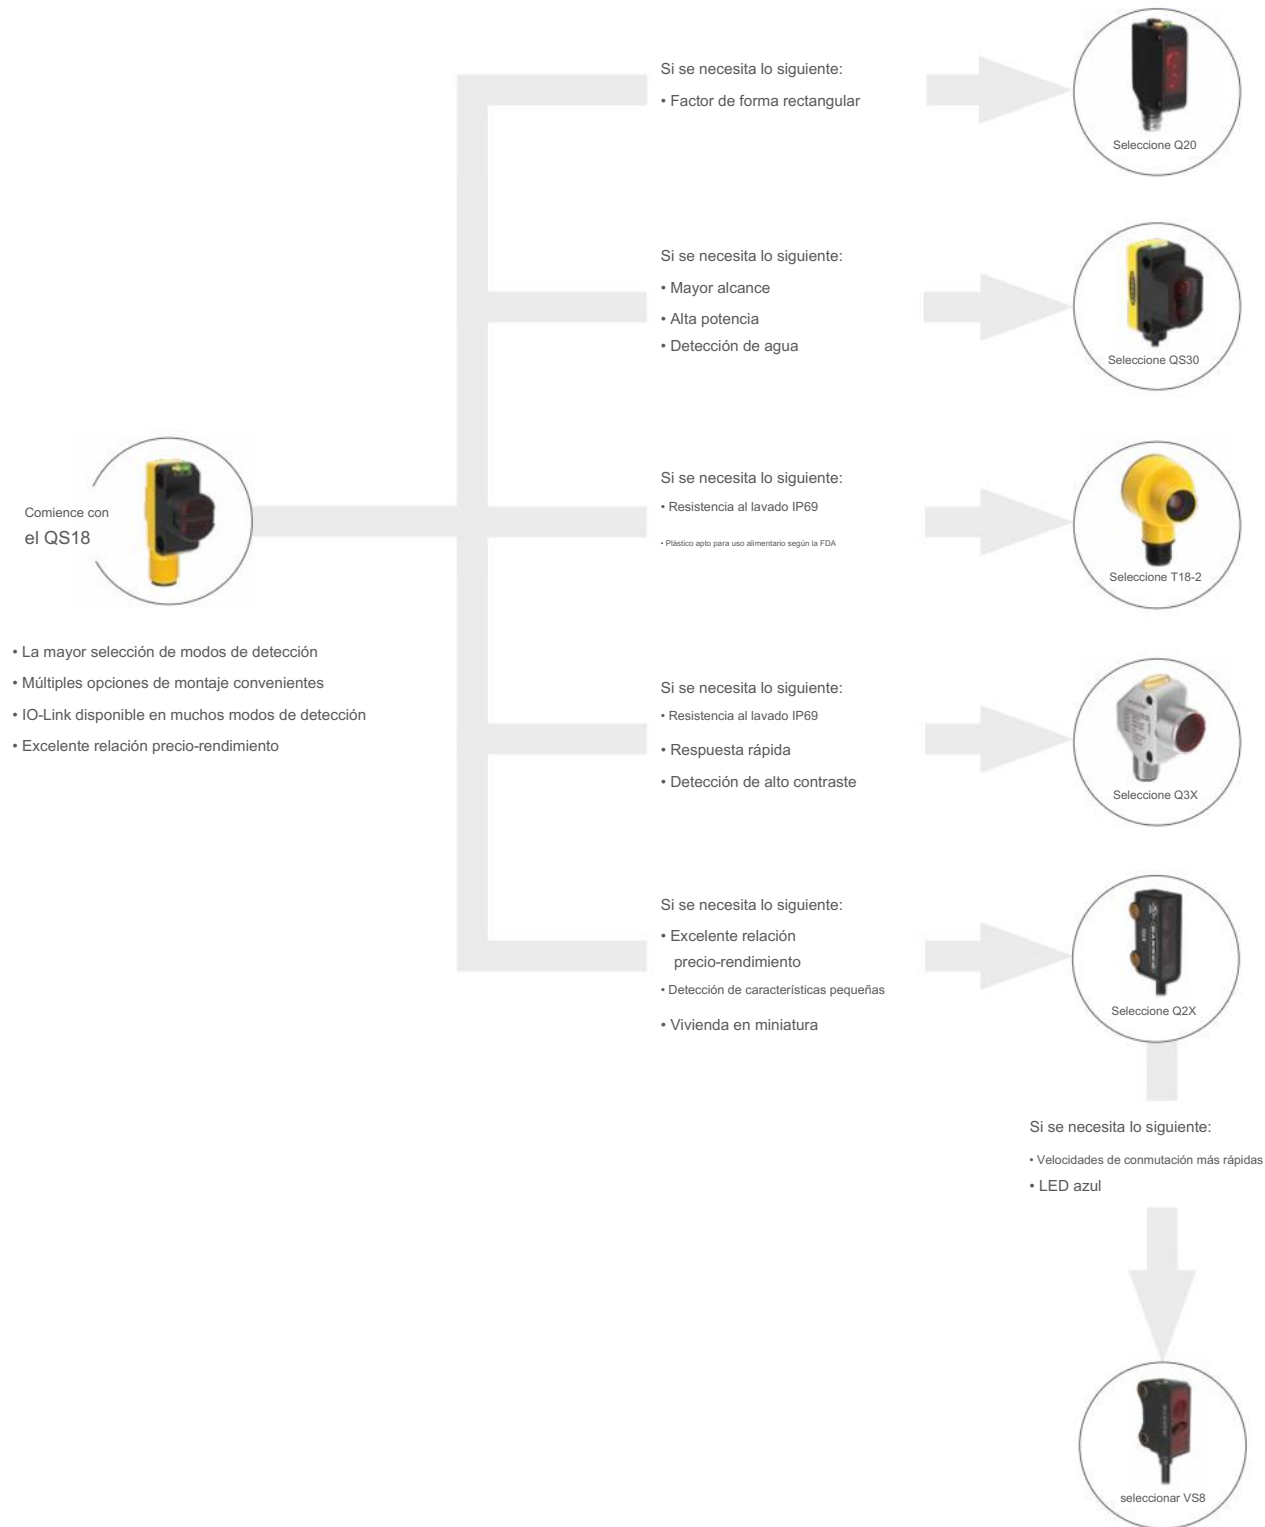 Si se necesita lo siguiente:
• Factor de forma rectangular
Seleccione Q20
Si se necesita lo siguiente:
• Mayor alcance
• Alta potencia
• Detección de agua
Seleccione QS30
Comience con
el QS18
• La mayor selección de modos de detección
• Múltiples opciones de montaje convenientes
• IO-Link disponible en muchos modos de detección
• Excelente relación precio-rendimiento
Si se necesita lo siguiente:
• Resistencia al lavado IP69
• Plástico apto para uso alimentario según la FDA
Seleccione T18-2
Si se necesita lo siguiente:
• Resistencia al lavado IP69
• Respuesta rápida
• Detección de alto contraste
Seleccione Q3X
Si se necesita lo siguiente:
• Excelente relación
precio-rendimiento
• Detección de características pequeñas
• Vivienda en miniatura
Seleccione Q2X
Si se necesita lo siguiente:
• Velocidades de conmutación más rápidas
• LED azul
seleccionar VS8